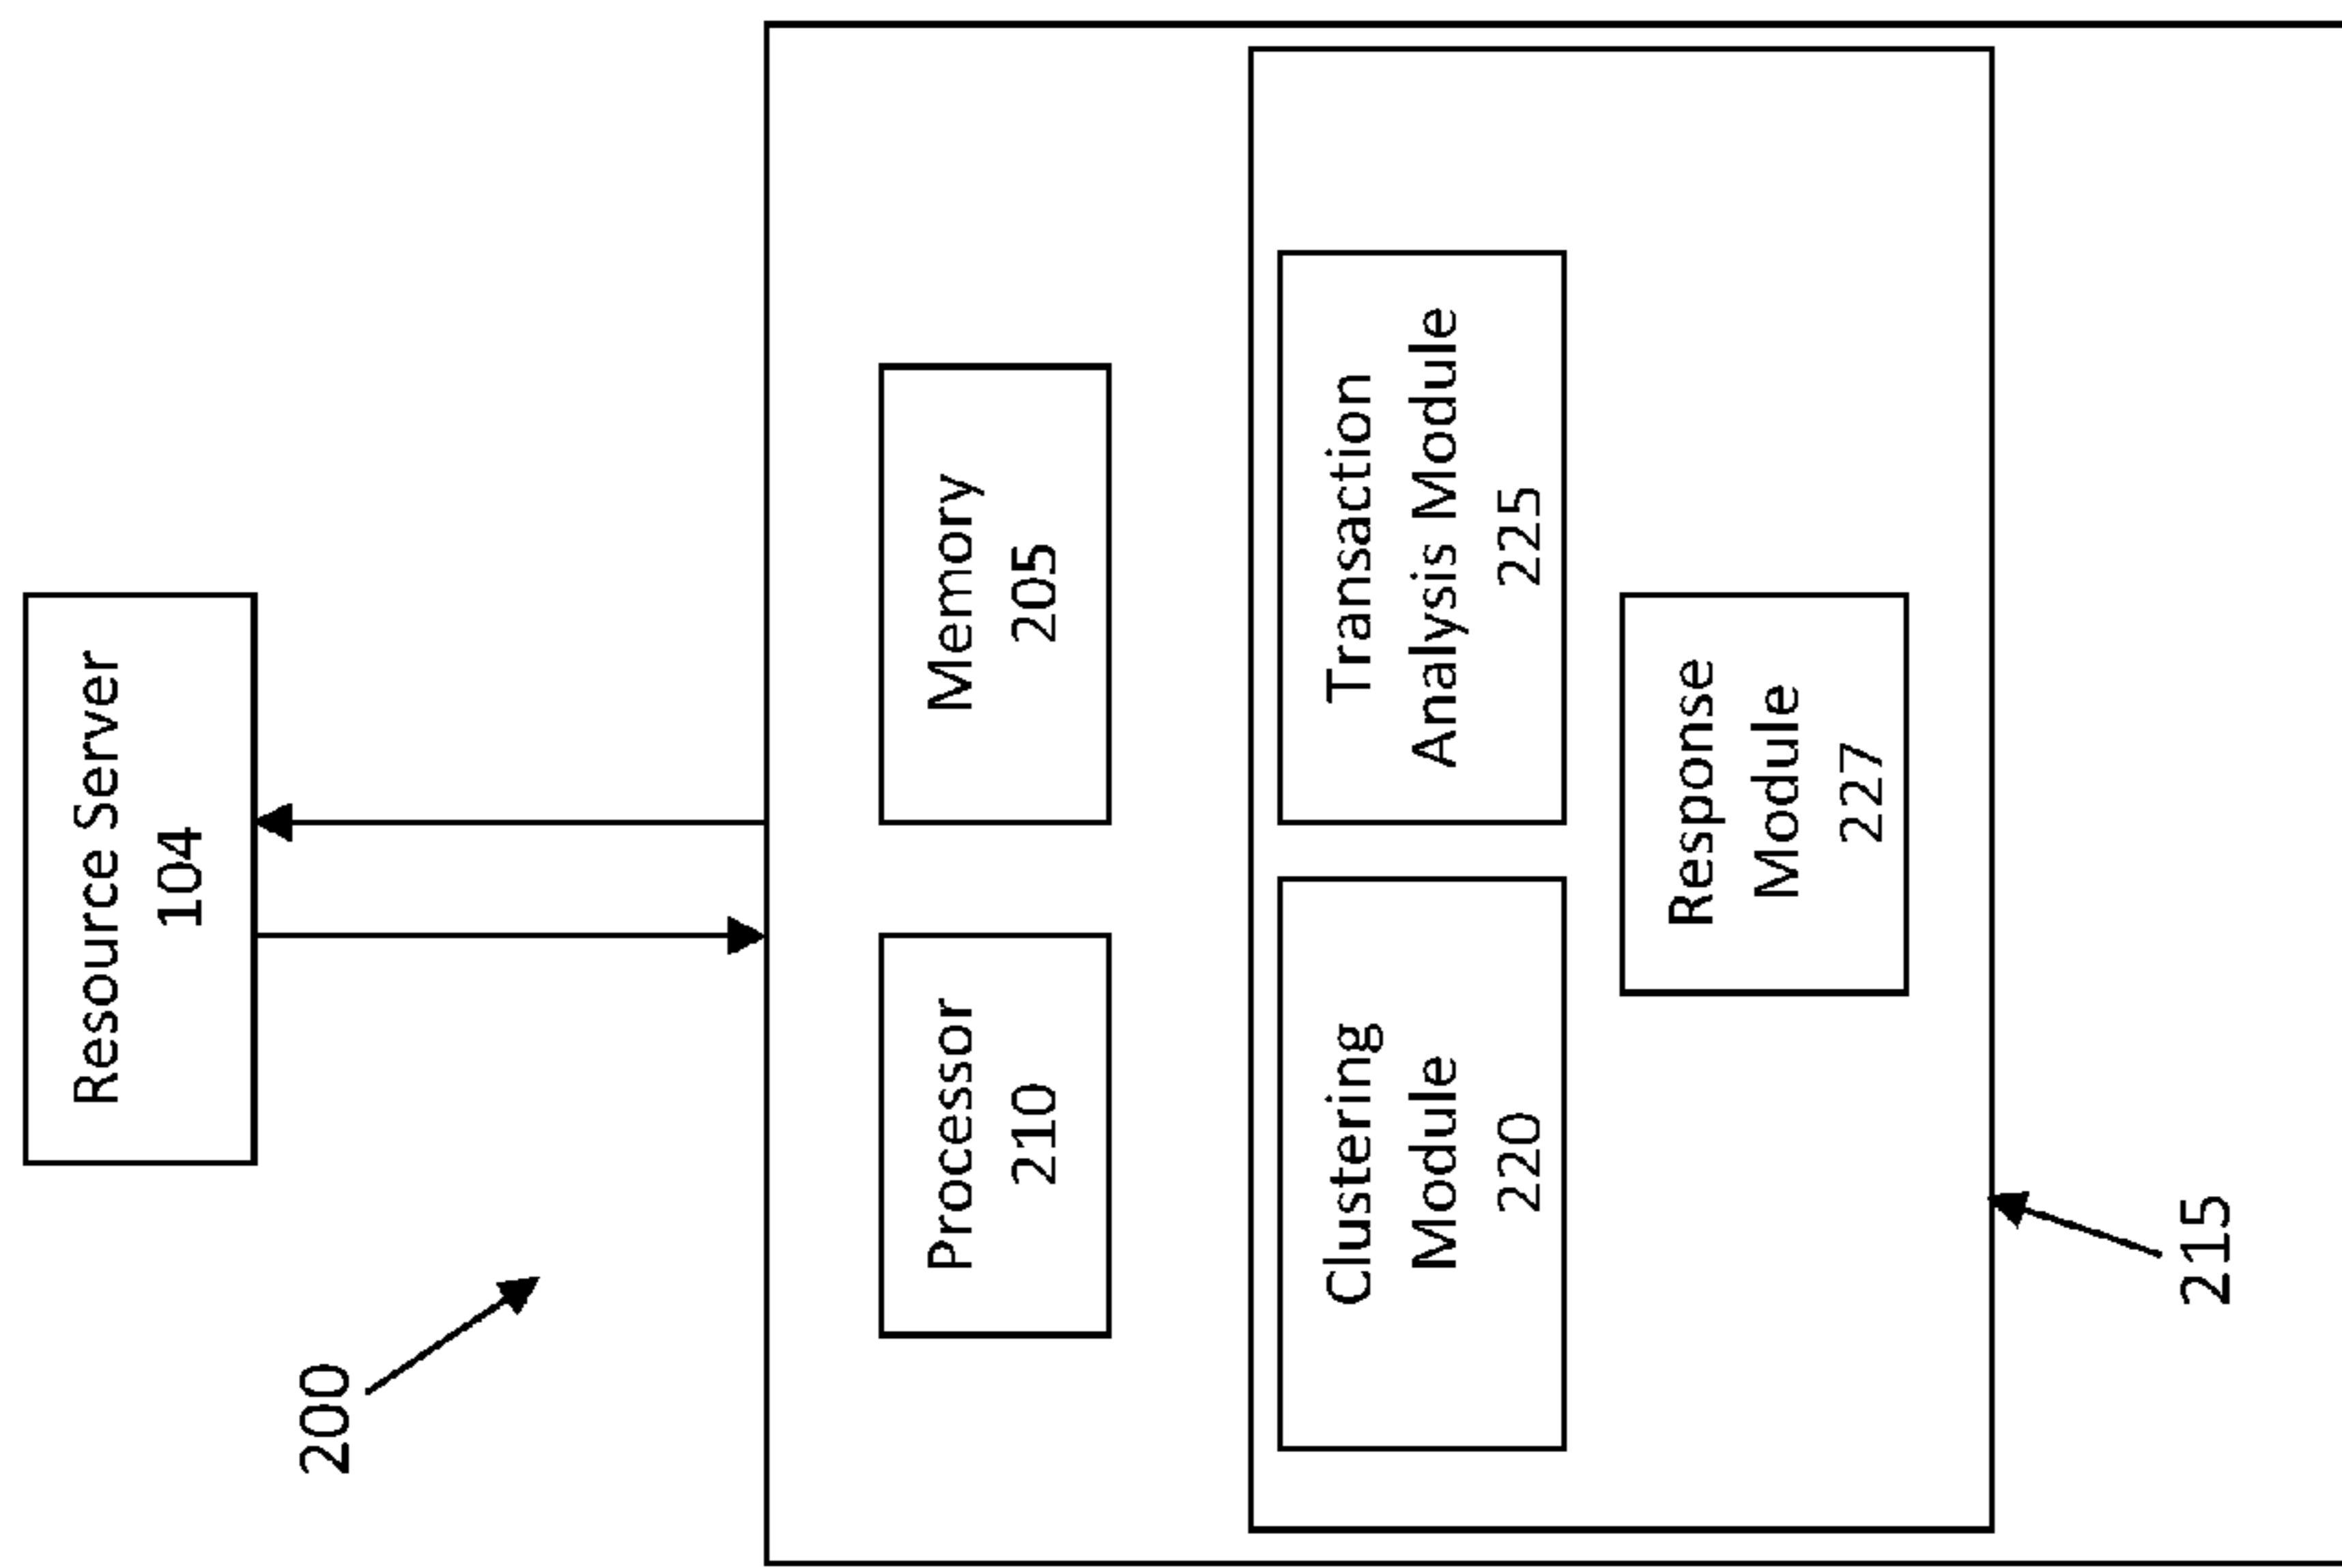 Resource Server
104
200
Processor
210
Memory
205
Clustering
Module
220
Transaction
Analysis Module
225
Response
Module
227
215